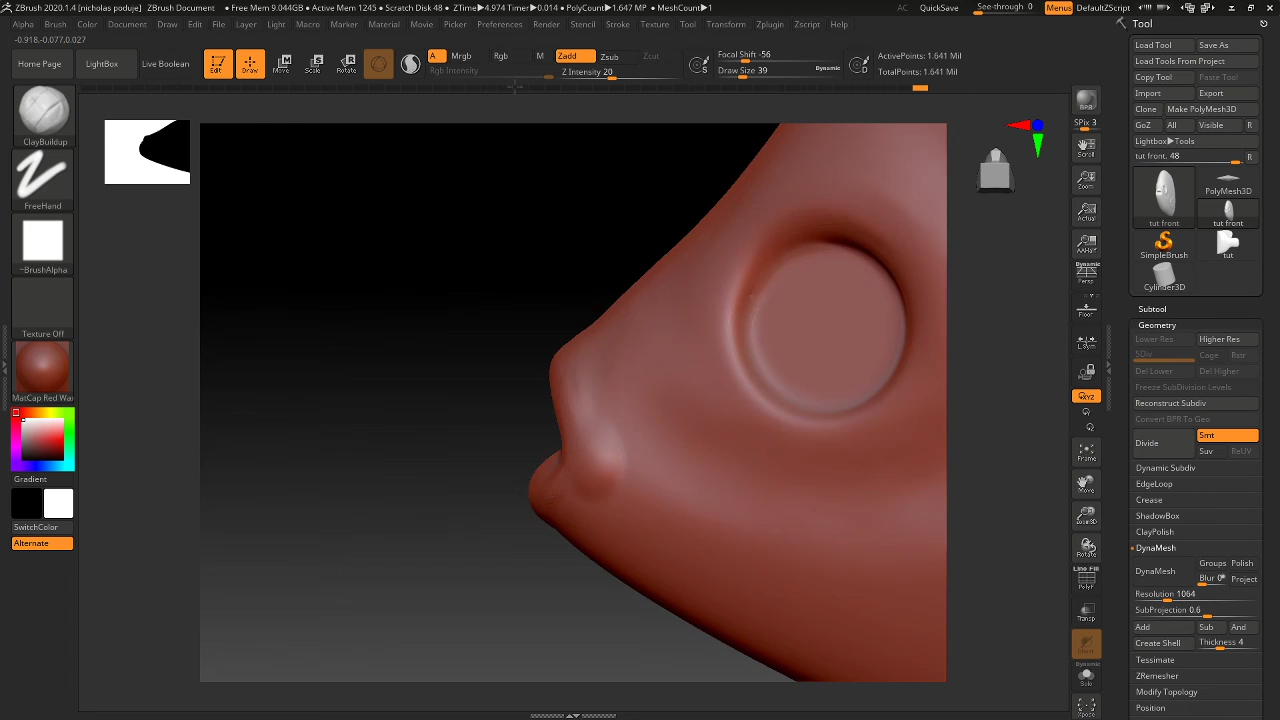 ZBrush 2020.1.4 [nicholas poduje]   ZBrush Document   • Free Mem 9.044GB • Active Mem 1245 • Scratch Disk 48 • ZTime▶4.974 Timer▶0.014 • PolyCount▶1.647 MP • MeshCount▶1
AC QuickSave See-through 0 Menus DefaultZScript
Alpha Brush Color Document Draw Edit File Layer Light Macro Marker Material Movie Picker Preferences Render Stencil Stroke Texture Tool Transform Zplugin Zscript Help
Tool
-0.918,-0.077,0.027
Home Page LightBox Live Boolean Edit Draw Move Scale Rotate
A Mrgb Rgb M Zadd Zsub Zcut
Rgb Intensity Z Intensity 20
Focal Shift -56
Draw Size 39 Dynamic
S D
ActivePoints: 1.641 Mil
TotalPoints: 1.641 Mil
ClayBuildup
FreeHand
~BrushAlpha
Texture Off
MatCap Red Wax
Gradient
SwitchColor
Alternate
BPR
SPix 3
Scroll
Zoom
Actual
AAHalf
Dynamic
Persp
Floor
L.Sym
XYZ
Frame
Move
Zoom3D
Rotate
Line Fill
PolyF
Transp
Dynamic
Solo
Xpose
Load Tool Save As
Load Tools From Project
Copy Tool Paste Tool
Import Export
Clone Make PolyMesh3D
GoZ All Visible R
Lightbox▶Tools
tut front. 48 R
tut front PolyMesh3D
tut front
SimpleBrush tut
Cylinder3D
Subtool
Geometry
Lower Res Higher Res
SDiv Cage Rstr
Del Lower Del Higher
Freeze SubDivision Levels
Reconstruct Subdiv
Convert BPR To Geo
Divide Smt
Suv ReUV
Dynamic Subdiv
EdgeLoop
Crease
ShadowBox
ClayPolish
DynaMesh
DynaMesh Groups Polish
Blur 0 Project
Resolution 1064
SubProjection 0.6
Add Sub And
Create Shell Thickness 4
Tessimate
ZRemesher
Modify Topology
Position